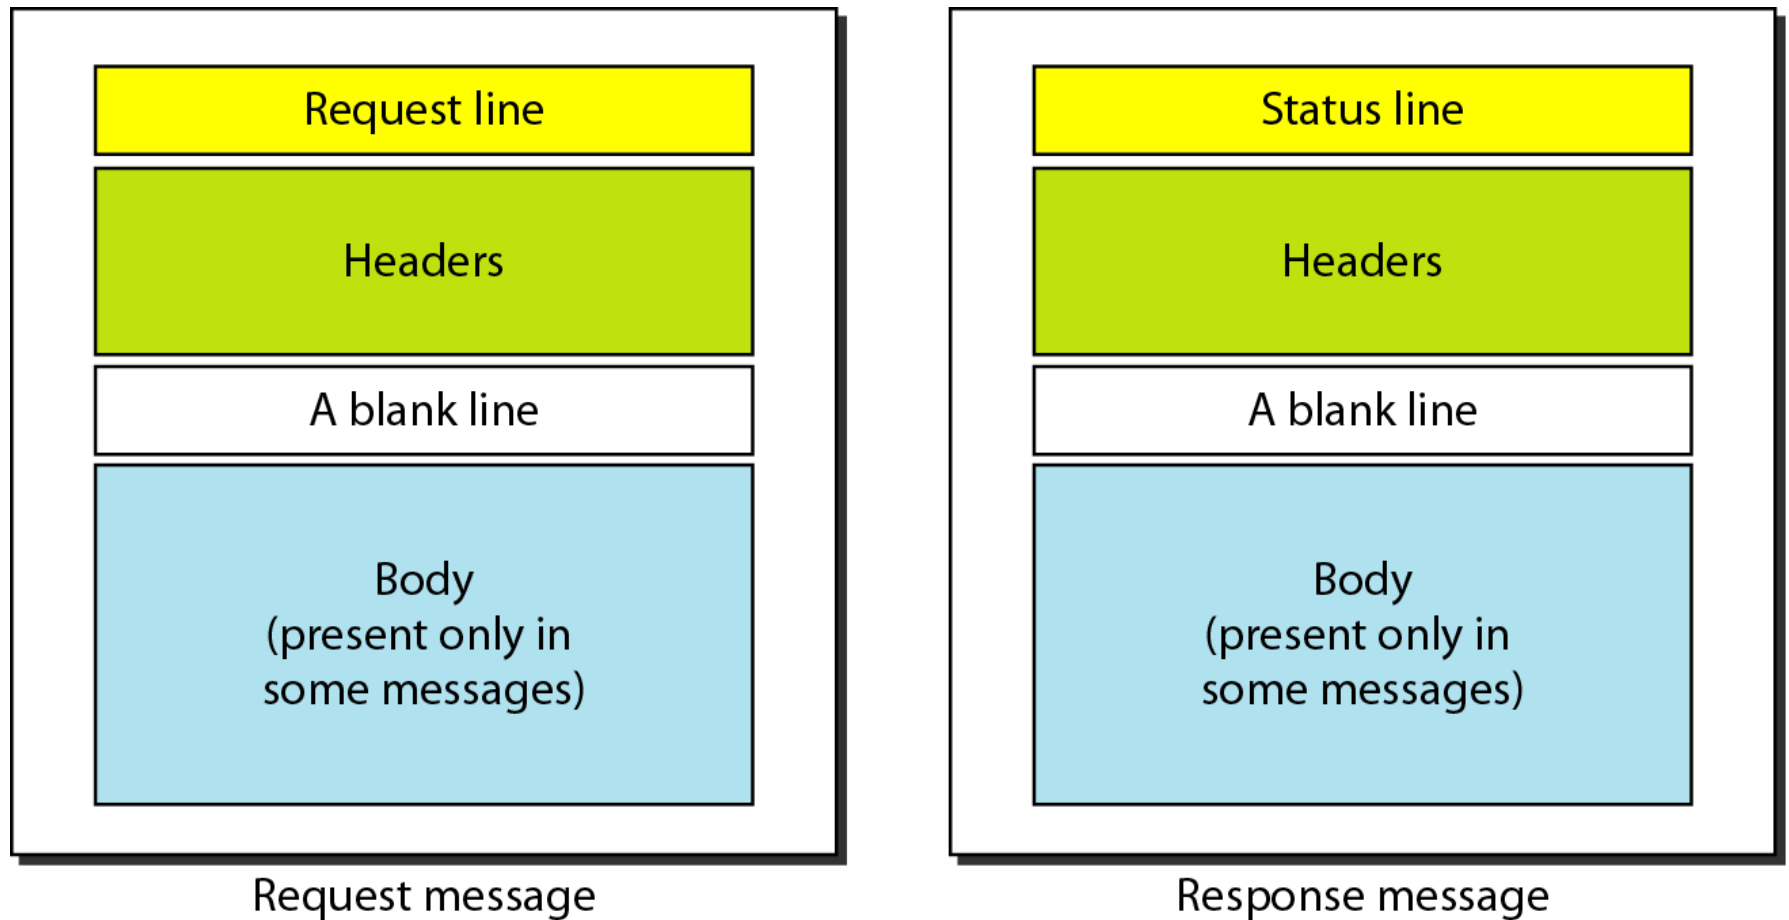 Request line
Headers
A blank line
Body
(present only in
some messages)
Request message
Status line
Headers
A blank line
Body
(present only in
some messages)
Response message